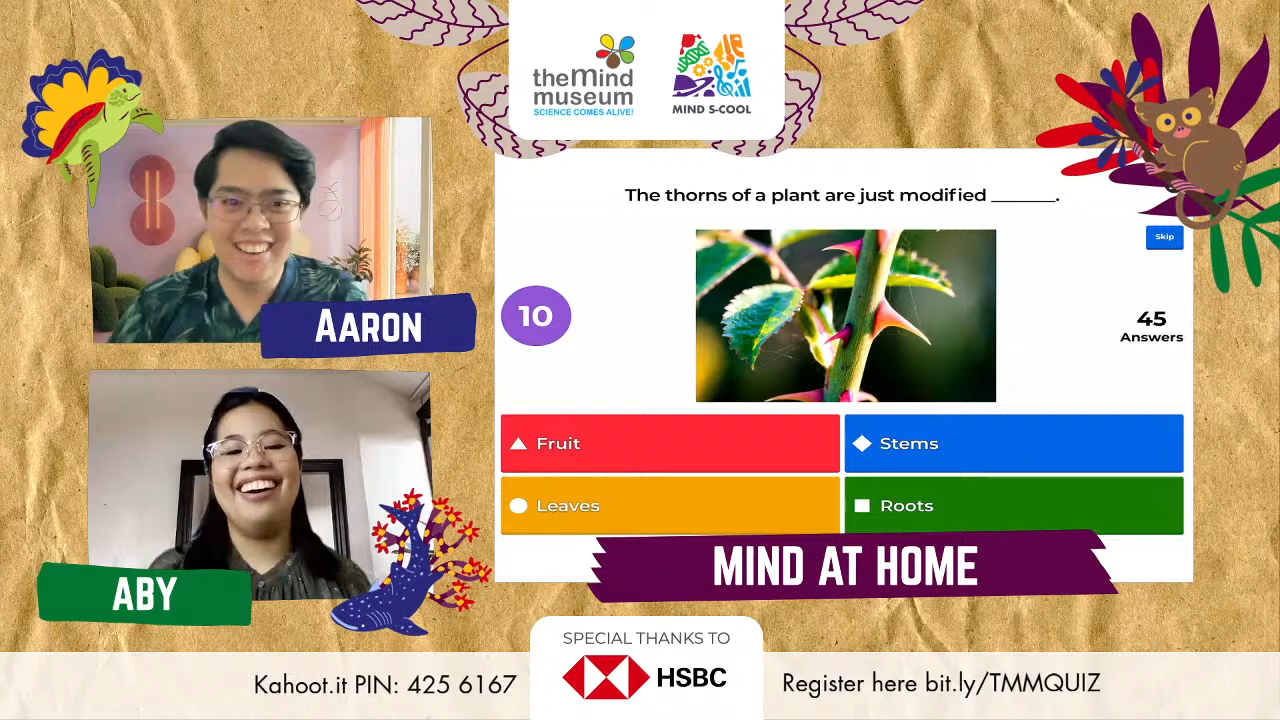 themind
museum
SCIENCE COMES ALIVE!
MIND S-COOL
The thorns of a plant are just modified _______.
Skip
10
45
Answers
Fruit
Stems
Leaves
Roots
AARON
ABY
MIND AT HOME
SPECIAL THANKS TO
HSBC
Kahoot.it PIN: 425 6167
Register here bit.ly/TMMQUIZ